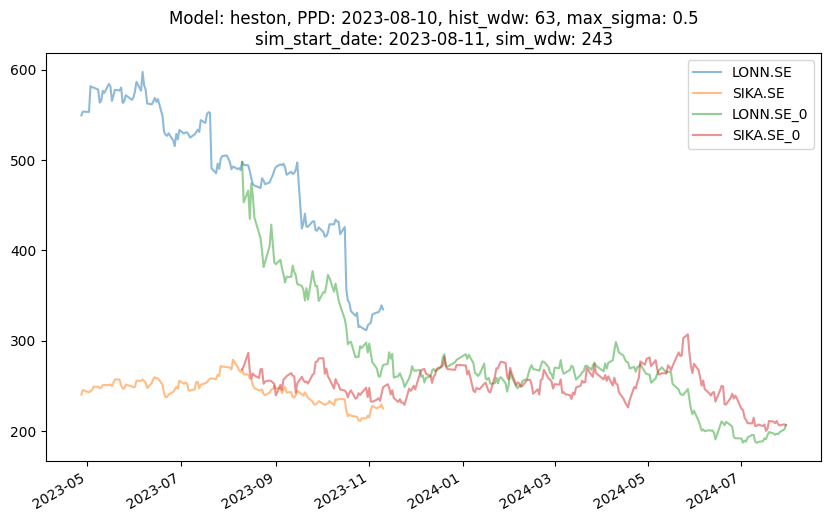 Model: heston, PPD: 2023-08-10, hist_wdw: 63, max_sigma: 0.5
sim_start_date: 2023-08-11, sim_wdw: 243
LONN.SE
SIKA.SE
LONN.SE_0
SIKA.SE_0
600
500
400
300
200
2023-05
2023-07
2023-09
2023-11
2024-01
2024-03
2024-05
2024-07